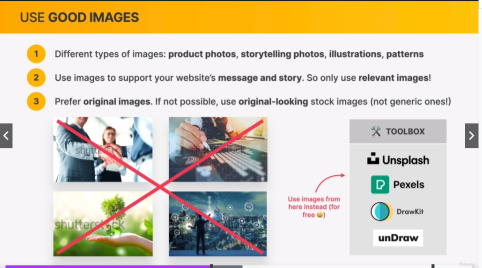 USE GOOD IMAGES
1 Different types of images: product photos, storytelling photos, illustrations, patterns
2 Use images to support your website's message and story. So only use relevant images!
3 Prefer original images. If not possible, use original-looking stock images (not generic ones!)
shutterstock
Use images from
here instead (for
free 😄)
TOOLBOX
Unsplash
Pexels
DrawKit
unDraw